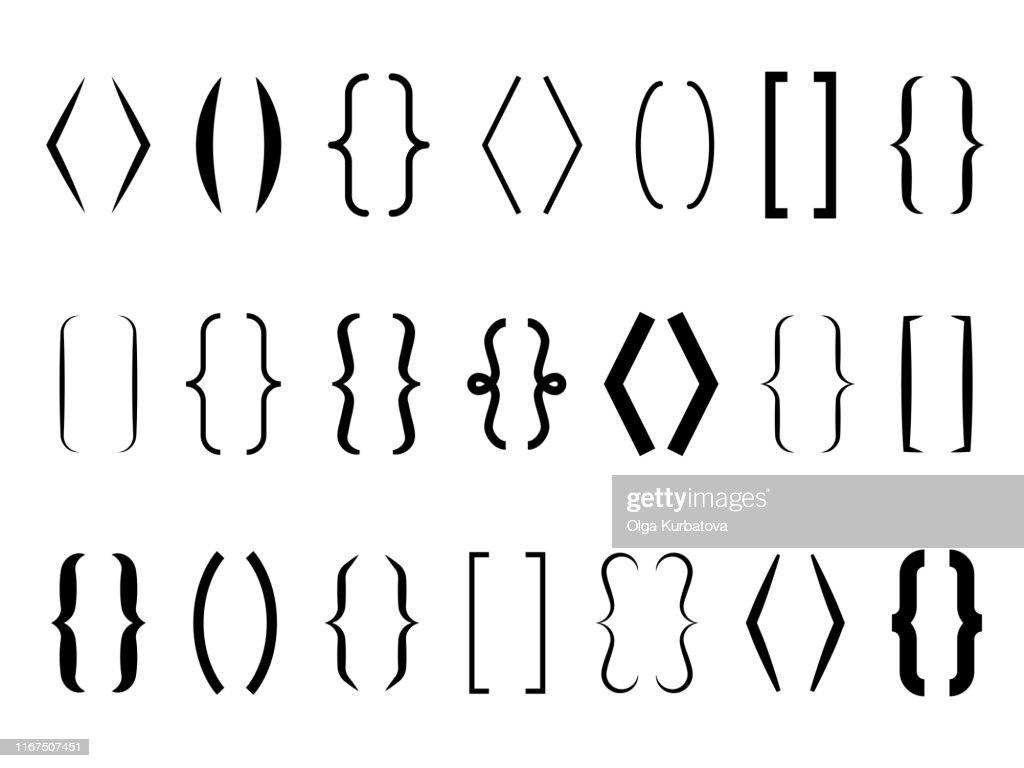 ⟨ ⟩ ( ) { } ⟨ ⟩ ( ) [ ] { }
( ) { } { } { } ⟨ ⟩ { } [ ]
gettyimages
Olga Kurbatova
{ } ( ) { } [ ] { } ⟨ ⟩ { }
1167507451